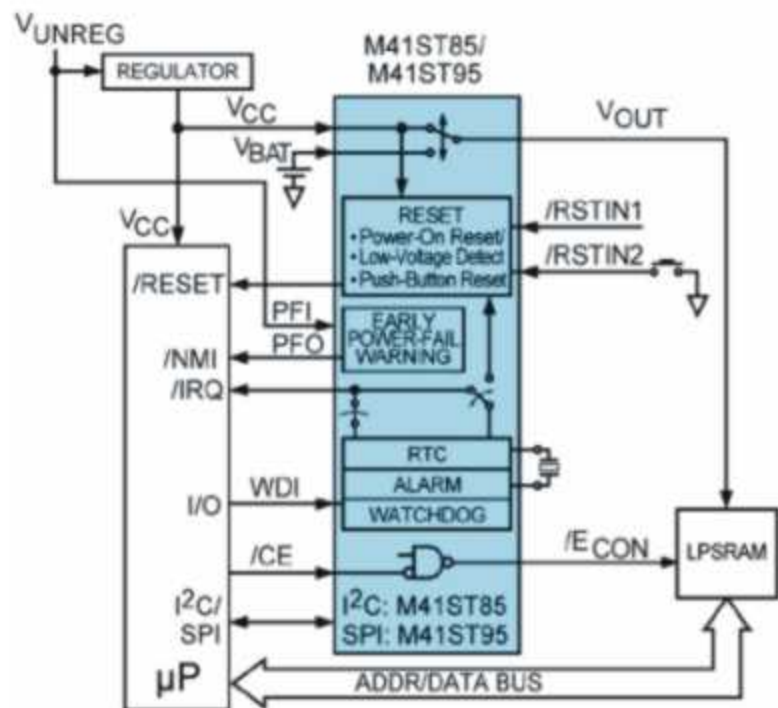 VUNREG
REGULATOR
M41ST85/
M41ST95
VCC
VBAT
VOUT
VCC
RESET
• Power-On Reset/
• Low-Voltage Detect
• Push-Button Reset
/RSTIN1
/RSTIN2
/RESET
PFI
EARLY
POWER-FAIL
WARNING
PFO
/NMI
/IRQ
RTC
ALARM
WATCHDOG
I/O
WDI
/CE
/ECON
LPSRAM
I²C/
SPI
I²C: M41ST85
SPI: M41ST95
µP
ADDR/DATA BUS